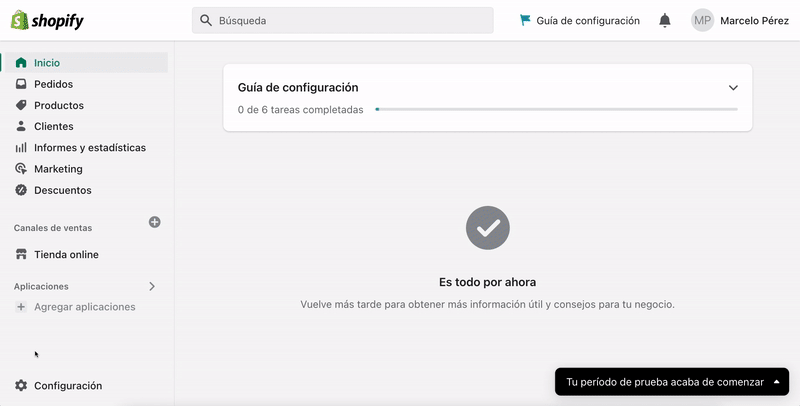 shopify
Búsqueda
Guía de configuración
MP
Marcelo Pérez
Inicio
Pedidos
Productos
Clientes
Informes y estadísticas
Marketing
Descuentos
Canales de ventas
Tienda online
Aplicaciones
Agregar aplicaciones
Configuración
Guía de configuración
0 de 6 tareas completadas
Es todo por ahora
Vuelve más tarde para obtener más información útil y consejos para tu negocio.
Tu período de prueba acaba de comenzar